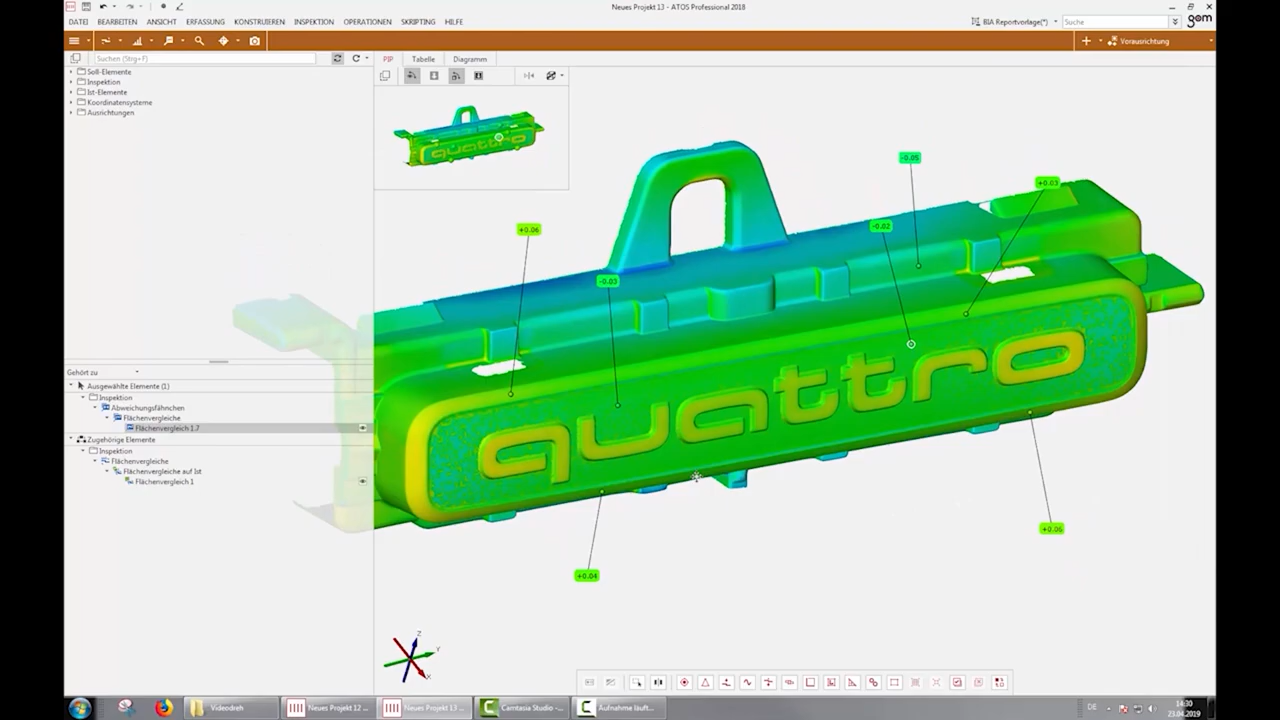 Neues Projekt 13 - ATOS Professional 2018
DATEI BEARBEITEN ANSICHT ERFASSUNG KONSTRUIEREN INSPEKTION OPERATIONEN SKRIPTING HILFE
BIA Reportvorlage(*) Suche gom
Vorausrichtung
Suchen (Strg+F)
PIP Tabelle Diagramm
Soll-Elemente
Inspektion
Ist-Elemente
Koordinatensysteme
Ausrichtungen
quattro
-0.05
+0.03
-0.02
+0.06
-0.03
quattro
+0.06
+0.04
Gehört zu
Ausgewählte Elemente (1)
Inspektion
Abweichungsfähnchen
Flächenvergleiche
Flächenvergleich 1.7
Zugehörige Elemente
Inspektion
Flächenvergleiche
Flächenvergleiche auf Ist
Flächenvergleich 1
Z
Y
X
Videodreh
Neues Projekt 12 ...
Neues Projekt 13 ...
Camtasia Studio - ...
Aufnahme läuft...
DE
14:30
23.04.2019